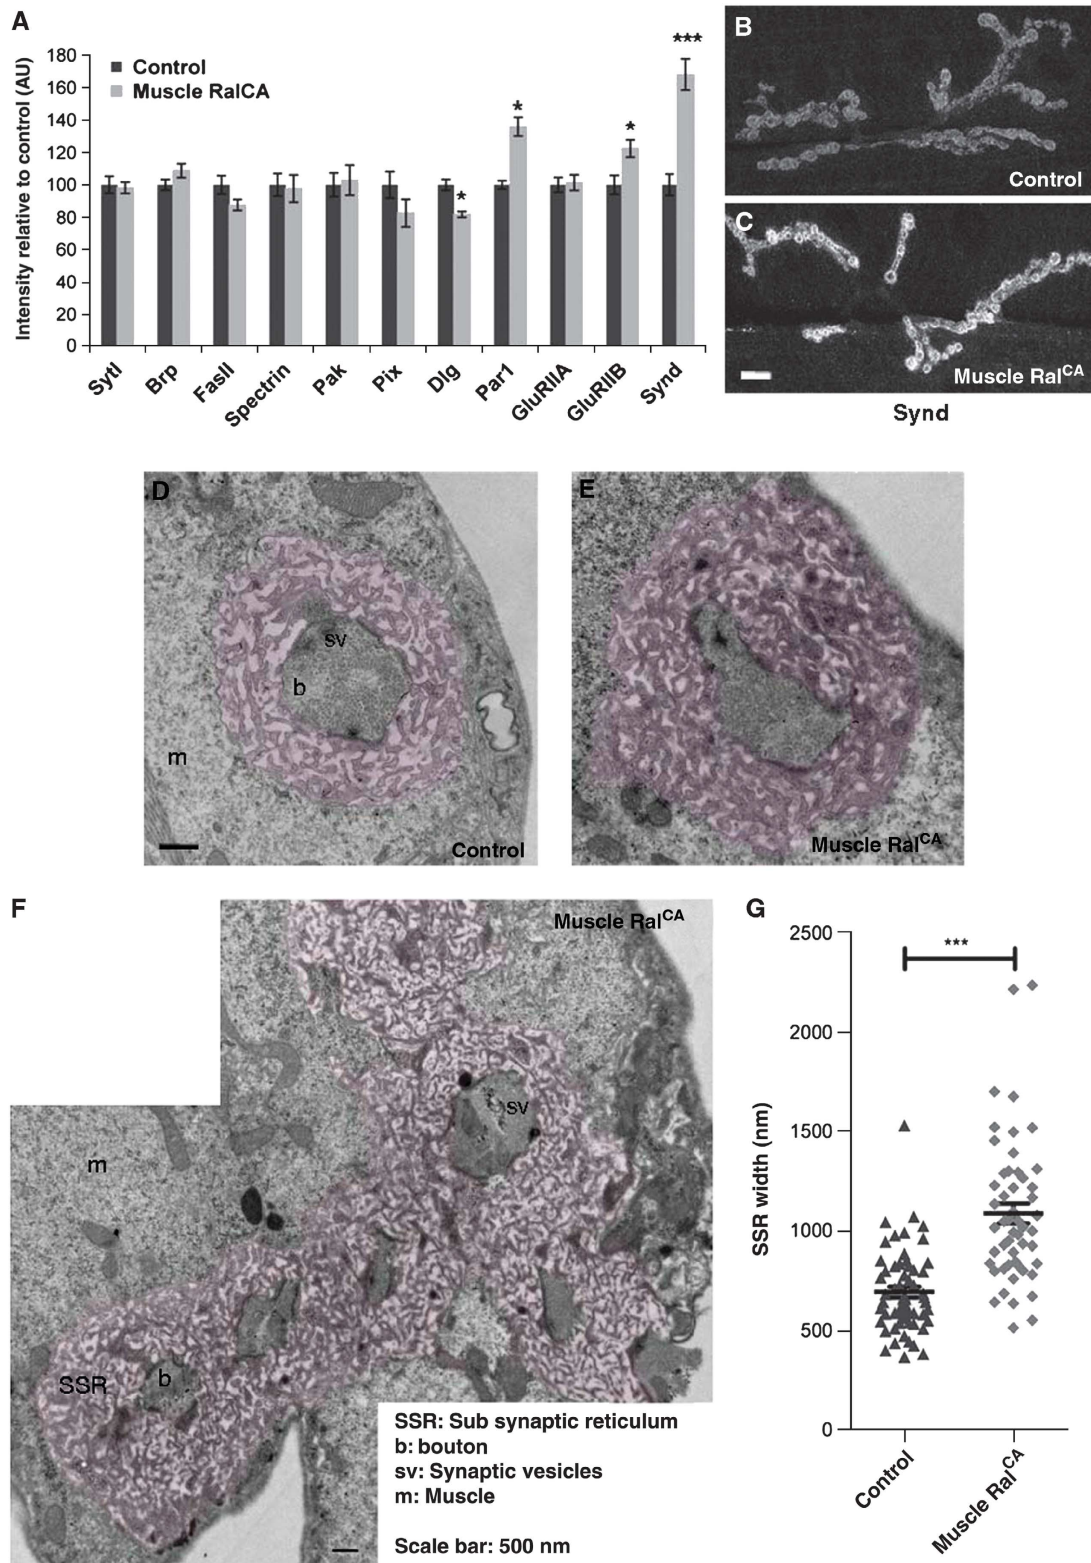 A
Intensity relative to control (AU)
180
160
140
120
100
80
60
40
20
0
Control
Muscle RalCA
*
*
*
***
SytI
Brp
FasII
Spectrin
Pak
Pix
Dlg
Par1
GluRIIA
GluRIIB
Synd
B
Control
C
Muscle Ral^CA
Synd
D
sv
b
m
Control
E
Muscle Ral^CA
F
Muscle Ral^CA
sv
m
SSR
b
SSR: Sub synaptic reticulum
b: bouton
sv: Synaptic vesicles
m: Muscle
Scale bar: 500 nm
G
***
SSR width (nm)
2500
2000
1500
1000
500
0
Control
Muscle Ral^CA